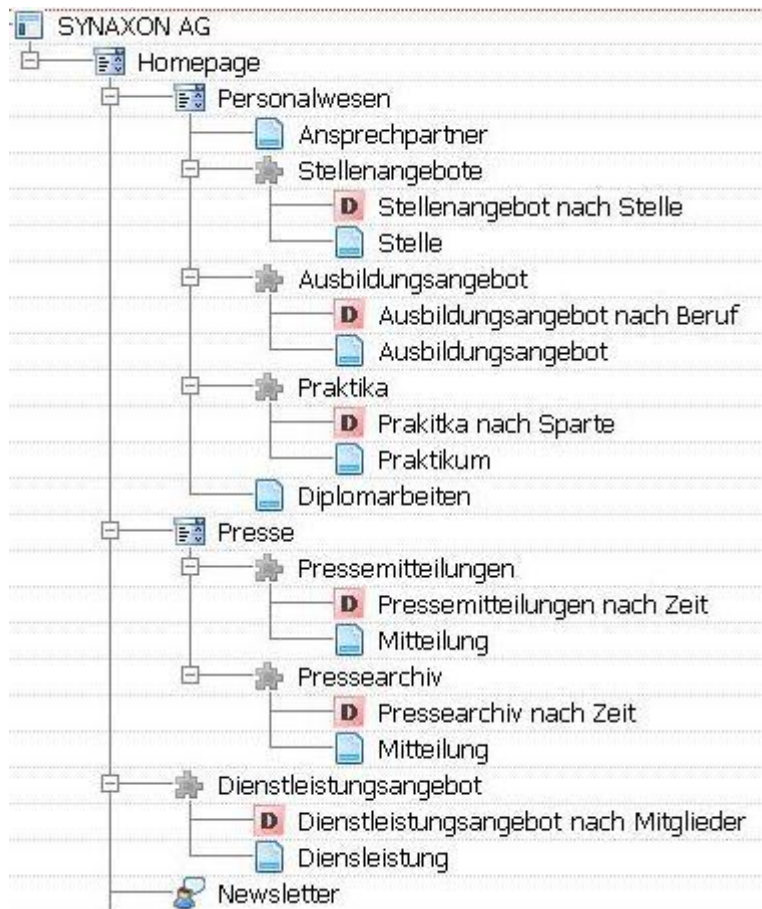 SYNAXON AG
Homepage
Personalwesen
Ansprechpartner
Stellenangebote
D Stellenangebot nach Stelle
Stelle
Ausbildungsangebot
D Ausbildungsangebot nach Beruf
Ausbildungsangebot
Praktika
D Prakitka nach Sparte
Praktikum
Diplomarbeiten
Presse
Pressemitteilungen
D Pressemitteilungen nach Zeit
Mitteilung
Pressearchiv
D Pressearchiv nach Zeit
Mitteilung
Dienstleistungsangebot
D Dienstleistungsangebot nach Mitglieder
Diensleistung
Newsletter